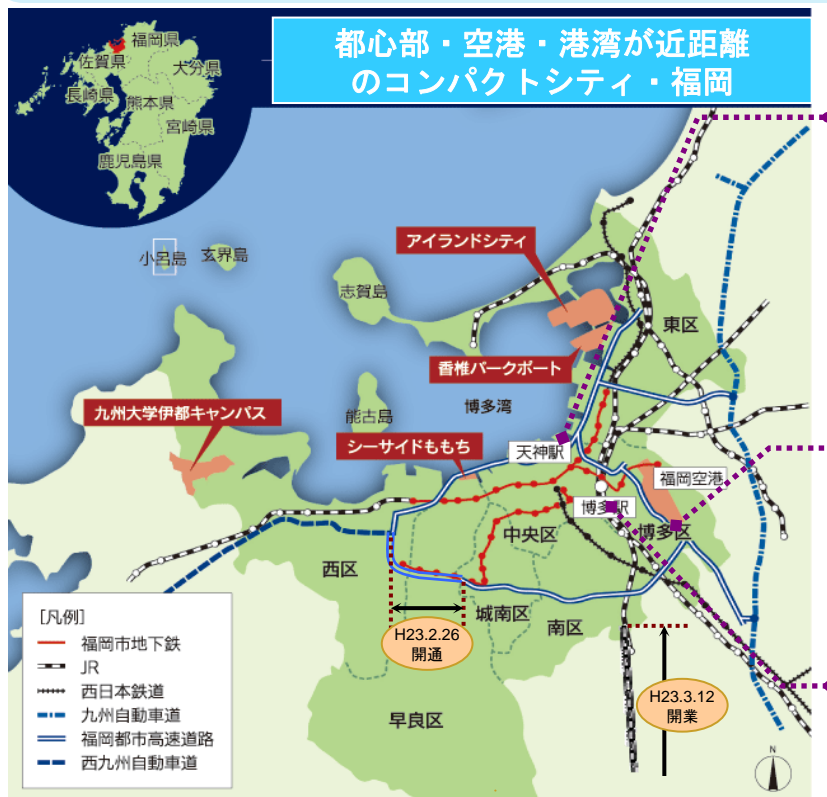 都心部・空港・港湾が近距離
のコンパクトシティ・福岡
福岡県
佐賀県
大分県
長崎県
熊本県
宮崎県
鹿児島県
小呂島
玄界島
志賀島
アイランドシティ
東区
香椎パークポート
能古島
博多湾
九州大学伊都キャンパス
シーサイドももち
天神駅
福岡空港
博多駅
博多区
中央区
西区
城南区
南区
早良区
H23.2.26
開通
H23.3.12
開業
[凡例]
福岡市地下鉄
JR
西日本鉄道
九州自動車道
福岡都市高速道路
西九州自動車道
N